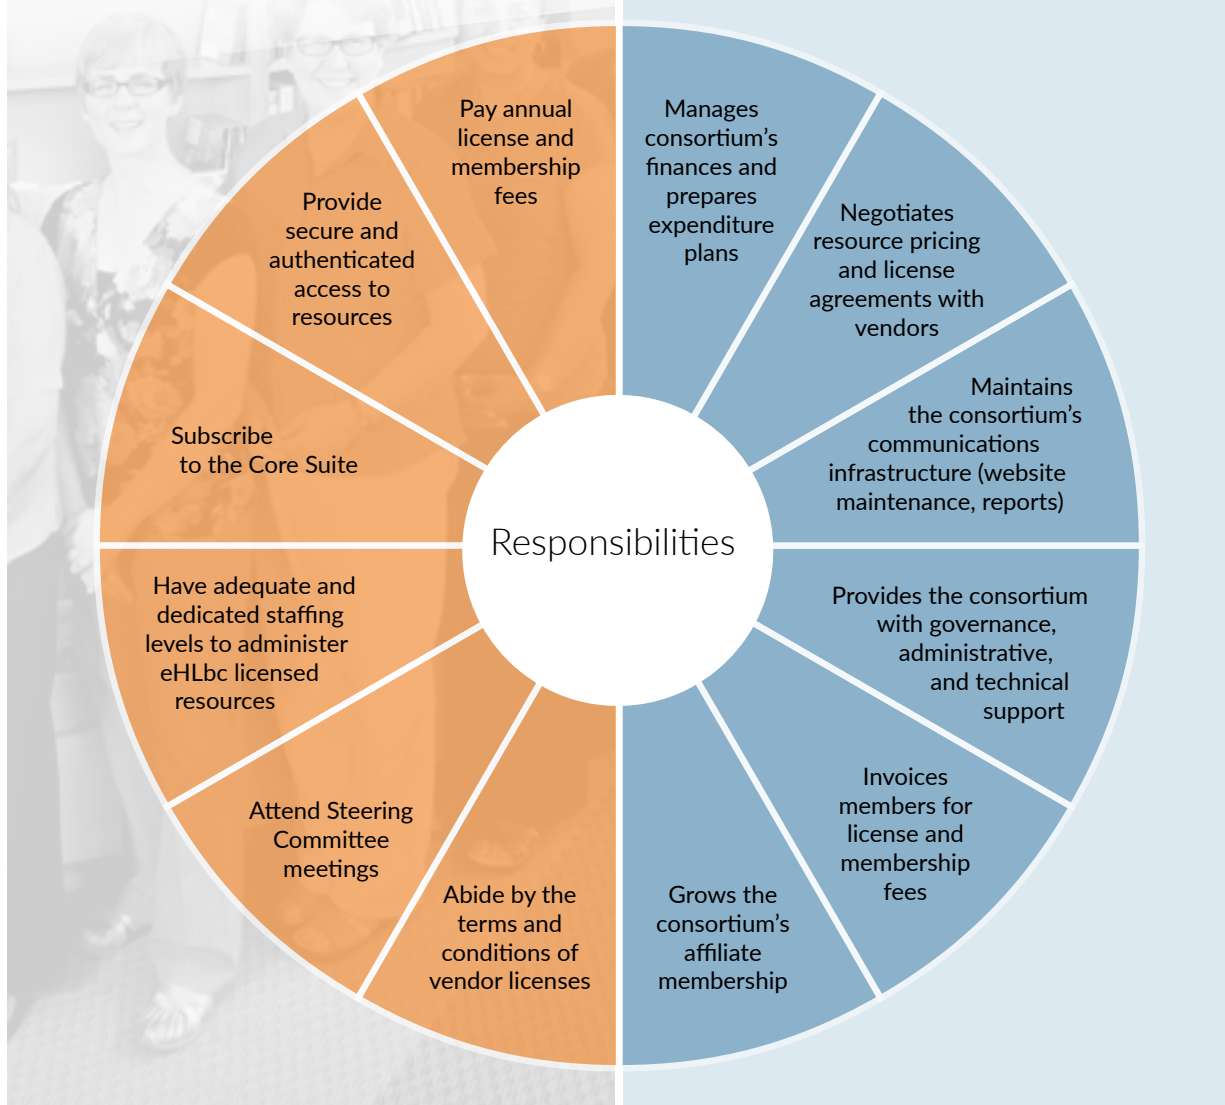 Pay annual
license and
membership
fees
Provide
secure and
authenticated
access to
resources
Subscribe
to the Core Suite
Have adequate and
dedicated staffing
levels to administer
eHLbc licensed
resources
Attend Steering
Committee
meetings
Abide by the
terms and
conditions of
vendor licenses
Responsibilities
Manages
consortium’s
finances and
prepares
expenditure
plans
Negotiates
resource pricing
and license
agreements with
vendors
Maintains
the consortium’s
communications
infrastructure (website
maintenance, reports)
Provides the consortium
with governance,
administrative,
and technical
support
Invoices
members for
license and
membership
fees
Grows the
consortium’s
affiliate
membership